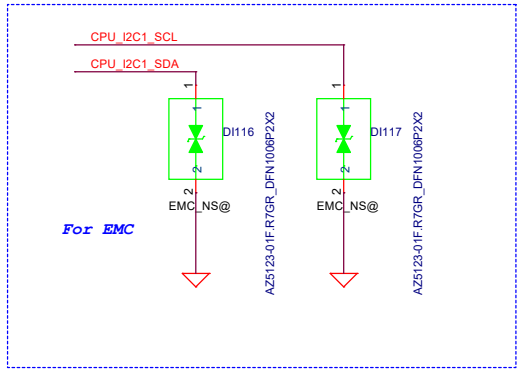 CPU_I2C1_SCL
CPU_I2C1_SDA
1
1
1
1
DI116
DI117
2
2
2
2
EMC_NS@
EMC_NS@
AZ5123-01F.R7GR_DFN1006P2X2
AZ5123-01F.R7GR_DFN1006P2X2
For EMC